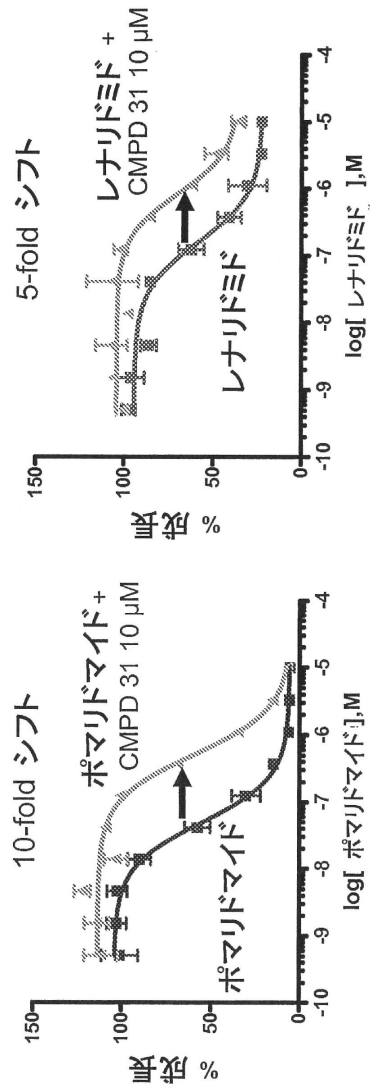 10-fold シフト
ポマリドマイド+
CMPD 31 10 µM
ポマリドマイド
% 成長
150
100
50
0
-10
-9
-8
-7
-6
-5
-4
log[ ポマリドマイド],M
5-fold シフト
レナリドミド +
CMPD 31 10 µM
レナリドミド
% 成長
150
100
50
0
-10
-9
-8
-7
-6
-5
-4
log[ レナリドミド ],M